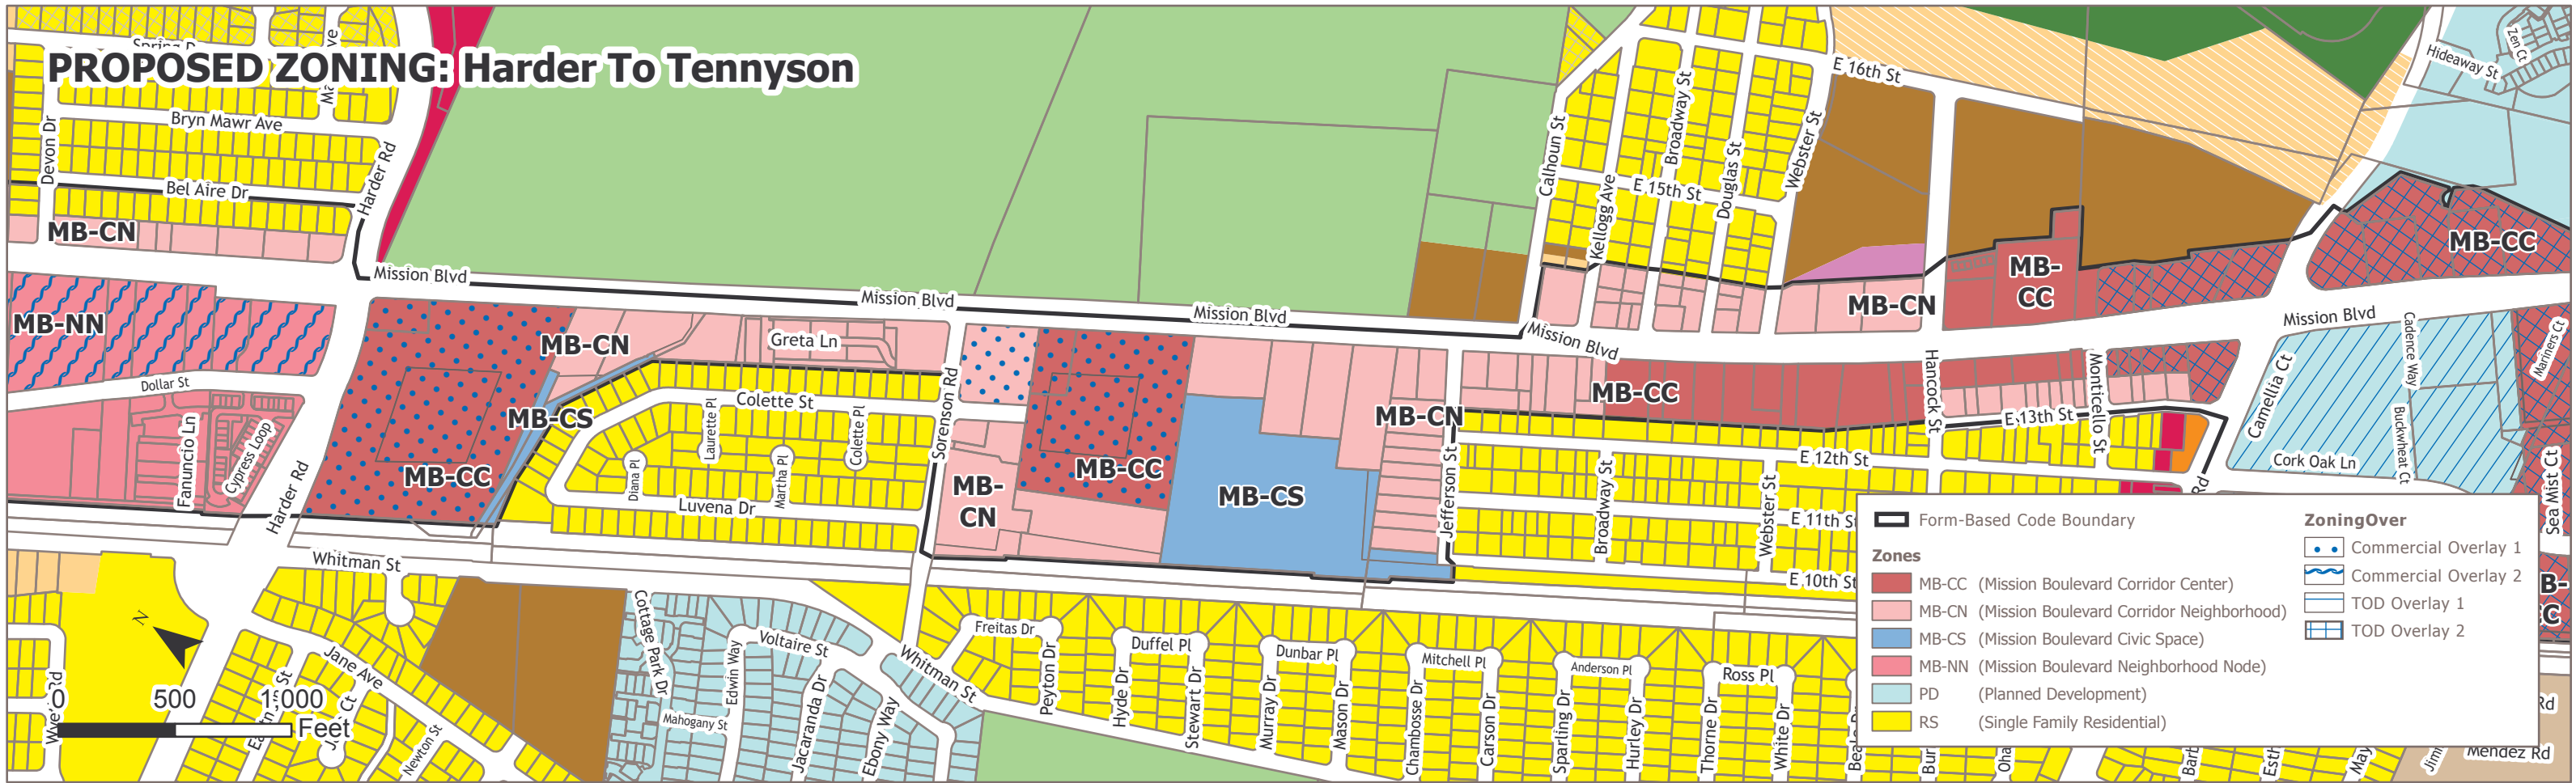 PROPOSED ZONING: Harder To Tennyson
Bryn Mawr Ave
Devon Dr
Bel Aire Dr
Harder Rd
MB-CN
Mission Blvd
Mission Blvd
Mission Blvd
Mission Blvd
Mission Blvd
MB-NN
Dollar St
Fanuncio Ln
Cypress Loop
Harder Rd
MB-CC
MB-CN
MB-CS
Greta Ln
Colette St
Laurette Pl
Colette Pl
Diana Pl
Martha Pl
Luvena Dr
Sorenson Rd
MB-
CN
MB-CC
MB-CS
MB-CN
Jefferson St
Calhoun St
Kellogg Ave
Broadway St
Douglas St
Webster St
E 16th St
E 15th St
MB-CN
MB-
CC
MB-CC
Hideaway St
Zen Ct
MB-CC
Hancock St
Monticello St
E 13th St
E 12th St
E 11th St
E 10th St
Broadway St
Webster St
Camellia Ct
Cadence Way
Buckwheat Ct
Cork Oak Ln
Mariners Ct
Sea Mist Ct
Rd
Whitman St
Jane Ave
Newton St
Cottage Park Dr
Edwin Way
Voltaire St
Mahogany St
Jacaranda Dr
Ebony Way
Whitman St
Freitas Dr
Peyton Dr
Duffel Pl
Hyde Dr
Stewart Dr
Dunbar Pl
Murray Dr
Mason Dr
Mitchell Pl
Chambosse Dr
Carson Dr
Anderson Pl
Sparling Dr
Hurley Dr
Ross Pl
Thorne Dr
White Dr
Mendez Rd
N
0 500 1000
Feet
Form-Based Code Boundary
Zones
MB-CC (Mission Boulevard Corridor Center)
MB-CN (Mission Boulevard Corridor Neighborhood)
MB-CS (Mission Boulevard Civic Space)
MB-NN (Mission Boulevard Neighborhood Node)
PD (Planned Development)
RS (Single Family Residential)
ZoningOver
Commercial Overlay 1
Commercial Overlay 2
TOD Overlay 1
TOD Overlay 2